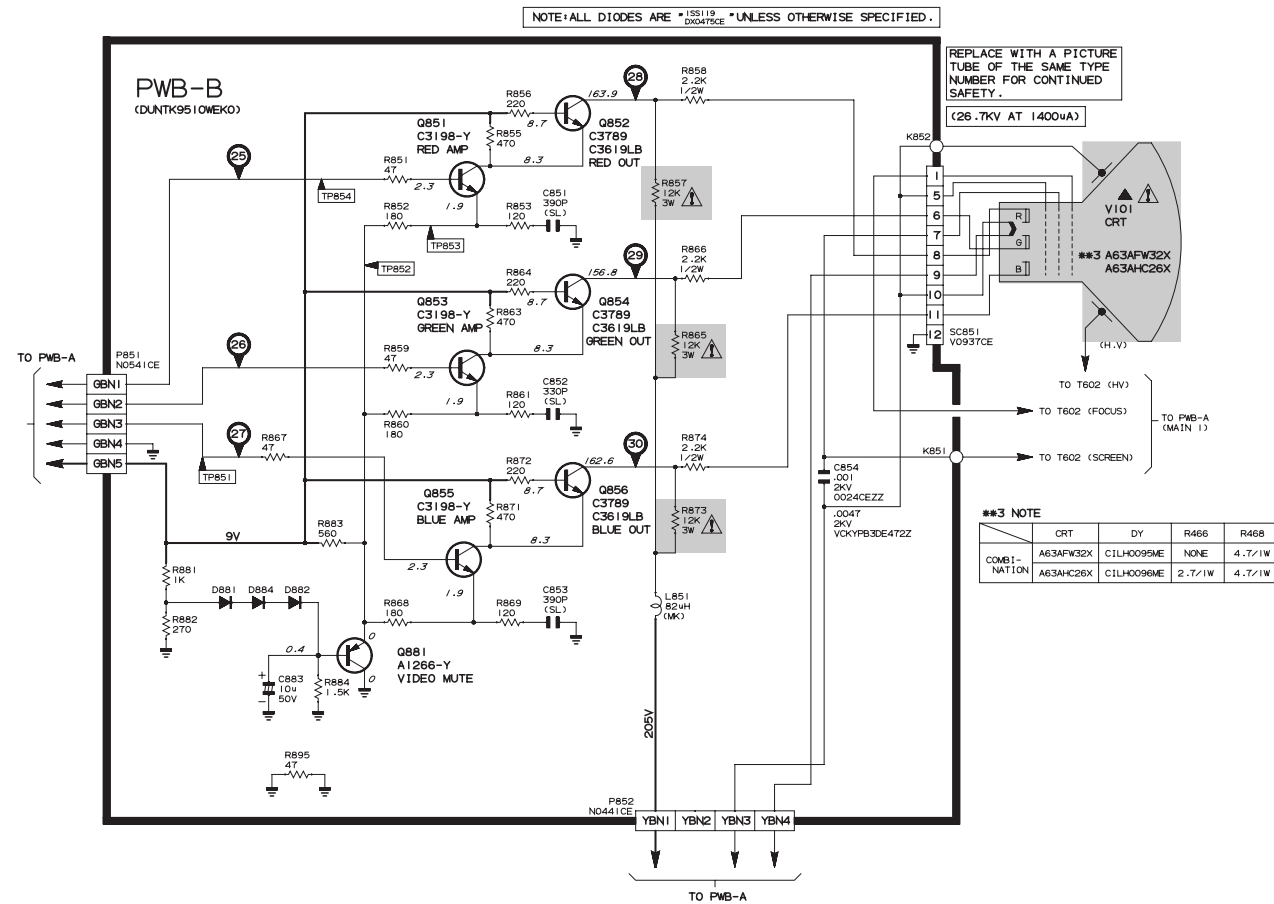 NOTE:ALL DIODES ARE "1SS119 DX0475CE" UNLESS OTHERWISE SPECIFIED.
PWB-B
(DUNTK9510WEK0)
REPLACE WITH A PICTURE
TUBE OF THE SAME TYPE
NUMBER FOR CONTINUED
SAFETY.
(26.7KV AT 1400uA)
25
TP854
R851
47
2.3
Q851
C3198-Y
RED AMP
1.9
R852
180
R853
120
TP853
TP852
C851
390P
(SL)
R855
470
R856
220
8.7
8.3
163.9
Q852
C3789
C3619LB
RED OUT
28
R858
2.2K
1/2W
R857
12K
3W
Q853
C3198-Y
GREEN AMP
R859
47
2.3
1.9
R860
180
R861
120
C852
330P
(SL)
R863
470
R864
220
8.7
8.3
156.8
Q854
C3789
C3619LB
GREEN OUT
29
R866
2.2K
1/2W
R865
12K
3W
TO PWB-A
P851
N0541CE
GBN1
GBN2
GBN3
GBN4
GBN5
26
27
TP851
R867
47
Q855
C3198-Y
BLUE AMP
2.3
1.9
R868
180
R869
120
C853
390P
(SL)
R871
470
R872
220
8.7
8.3
162.6
Q856
C3789
C3619LB
BLUE OUT
30
R874
2.2K
1/2W
R873
12K
3W
9V
R883
560
R881
1K
R882
270
D881
D884
D882
0.4
C883
10u
50V
+
-
R884
1.5K
0
0
Q881
A1266-Y
VIDEO MUTE
R895
47
L851
82uH
(MK)
205V
P852
N0441CE
YBN1
YBN2
YBN3
YBN4
TO PWB-A
K852
1
5
6
7
8
9
10
11
12
SC851
V0937CE
R
G
B
V101
CRT
**3 A63AFW32X
A63AHC26X
(H.V)
TO T602 (HV)
TO T602 (FOCUS)
TO T602 (SCREEN)
TO PWB-A
(MAIN 1)
K851
C854
.001
2KV
0024CEZZ
.0047
2KV
VCKYPB3DE472Z
**3 NOTE
CRT DY R466 R468
COMBI-
NATION
A63AFW32X CILH0095ME NONE 4.7/1W
A63AHC26X CILH0096ME 2.7/1W 4.7/1W